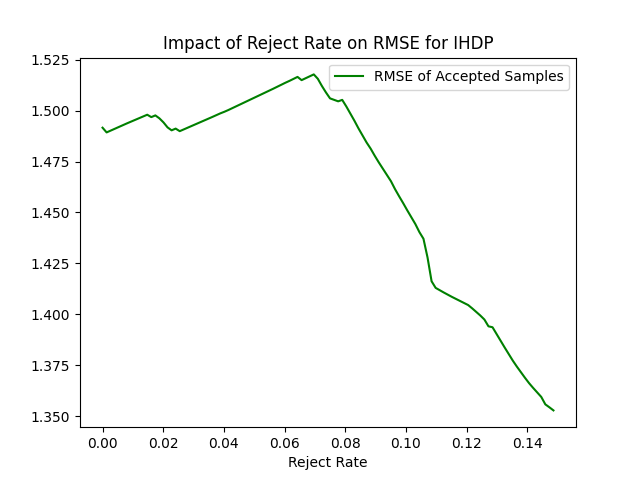 Impact of Reject Rate on RMSE for IHDP
RMSE of Accepted Samples
1.525
1.500
1.475
1.450
1.425
1.400
1.375
1.350
0.00 0.02 0.04 0.06 0.08 0.10 0.12 0.14
Reject Rate